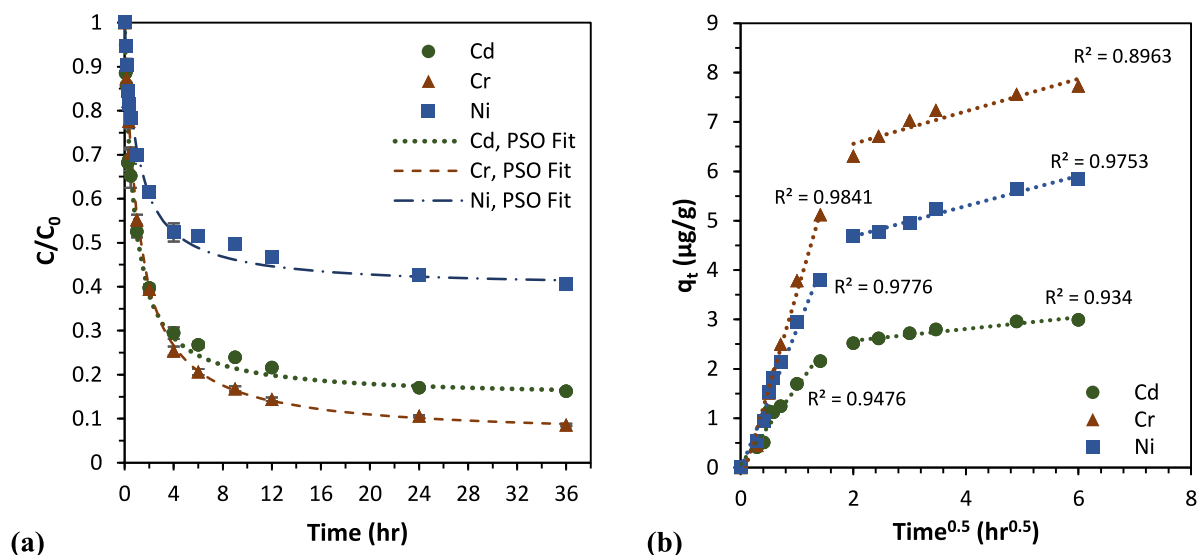 1
0.9
0.8
0.7
0.6
0.5
0.4
0.3
0.2
0.1
0
C/C0
0 4 8 12 16 20 24 28 32 36
Time (hr)
Cd
Cr
Ni
Cd, PSO Fit
Cr, PSO Fit
Ni, PSO Fit
(a)
9
8
7
6
5
4
3
2
1
0
qt (µg/g)
0 2 4 6 8
Time^0.5 (hr^0.5)
R² = 0.8963
R² = 0.9753
R² = 0.9841
R² = 0.9776
R² = 0.934
R² = 0.9476
Cd
Cr
Ni
(b)